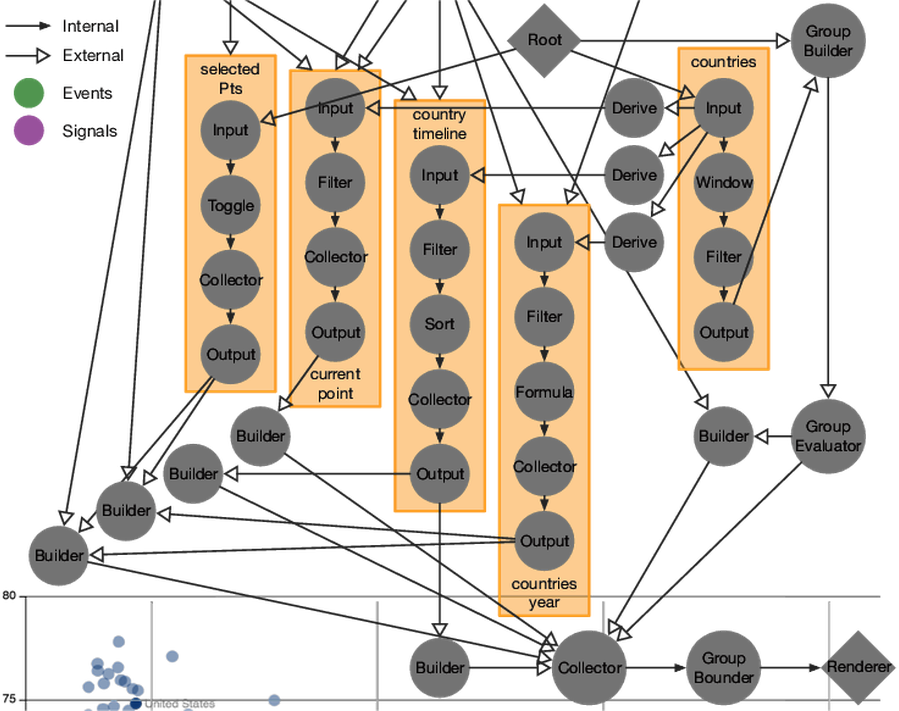 Internal
External
Events
Signals
Root
Group
Builder
selected
Pts
Input
Toggle
Collector
Output
Input
Filter
Collector
Output
current
point
country
timeline
Input
Filter
Sort
Collector
Output
Input
Filter
Formula
Collector
Output
countries
year
Derive
Derive
Derive
countries
Input
Window
Filter
Output
Builder
Builder
Builder
Builder
Builder
Group
Evaluator
Builder
Collector
Group
Bounder
Renderer
80
75
United States